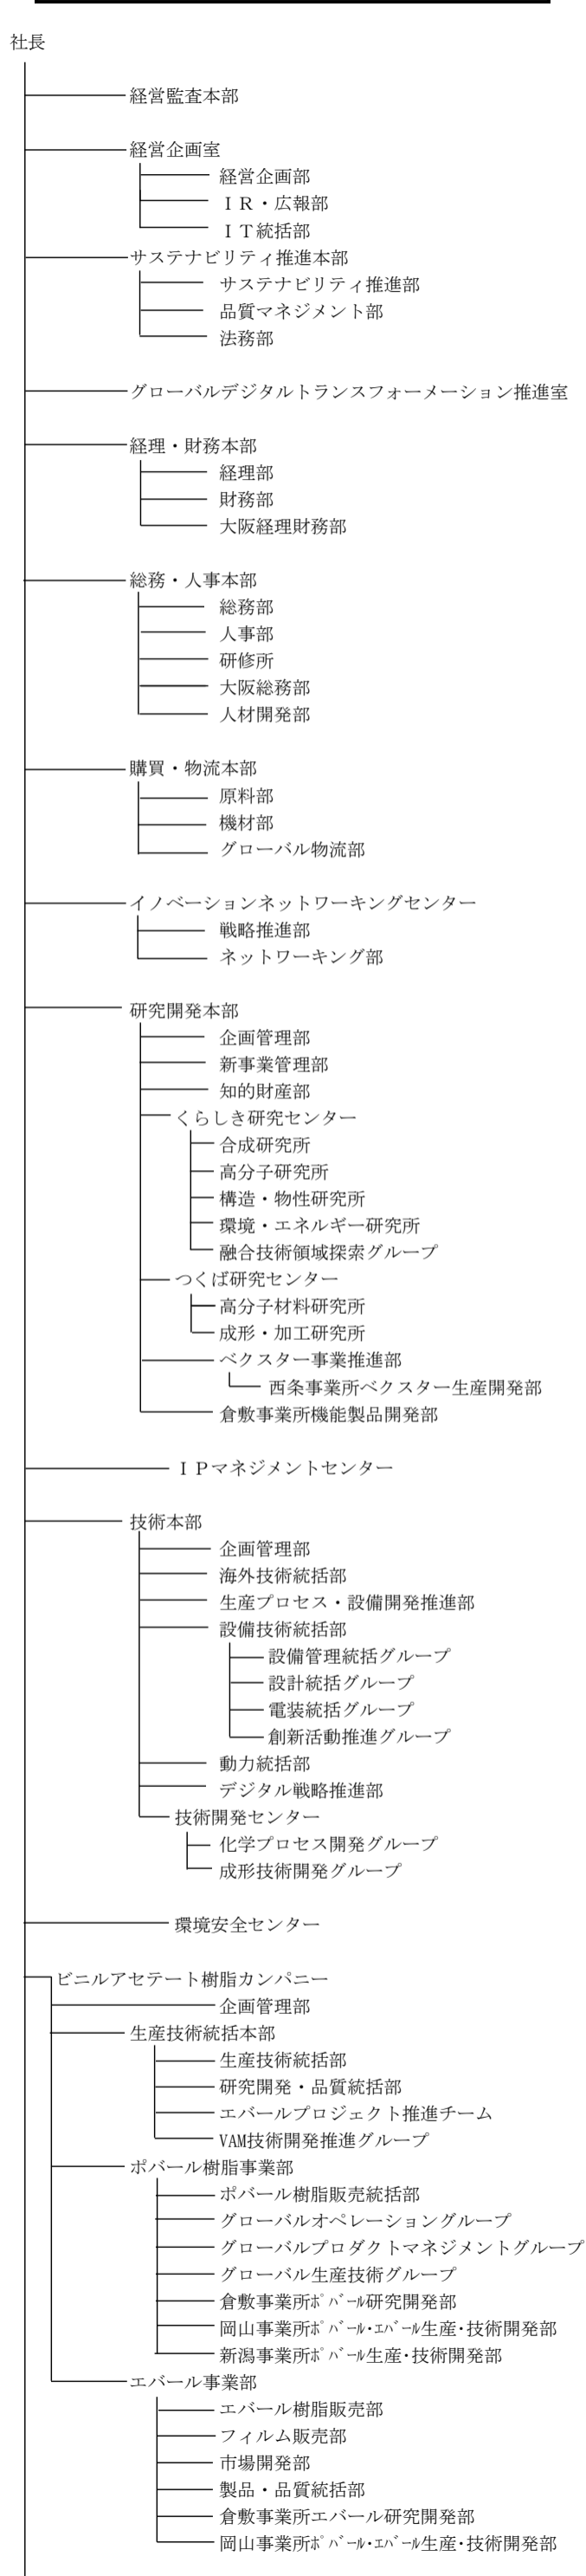 社長
経営監査本部
経営企画室
経営企画部
ＩＲ・広報部
ＩＴ統括部
サステナビリティ推進本部
サステナビリティ推進部
品質マネジメント部
法務部
グローバルデジタルトランスフォーメーション推進室
経理・財務本部
経理部
財務部
大阪経理財務部
総務・人事本部
総務部
人事部
研修所
大阪総務部
人材開発部
購買・物流本部
原料部
機材部
グローバル物流部
イノベーションネットワーキングセンター
戦略推進部
ネットワーキング部
研究開発本部
企画管理部
新事業管理部
知的財産部
くらしき研究センター
合成研究所
高分子研究所
構造・物性研究所
環境・エネルギー研究所
融合技術領域探索グループ
つくば研究センター
高分子材料研究所
成形・加工研究所
ベクスター事業推進部
西条事業所ベクスター生産開発部
倉敷事業所機能製品開発部
ＩＰマネジメントセンター
技術本部
企画管理部
海外技術統括部
生産プロセス・設備開発推進部
設備技術統括部
設備管理統括グループ
設計統括グループ
電装統括グループ
創新活動推進グループ
動力統括部
デジタル戦略推進部
技術開発センター
化学プロセス開発グループ
成形技術開発グループ
環境安全センター
ビニルアセテート樹脂カンパニー
企画管理部
生産技術統括本部
生産技術統括部
研究開発・品質統括部
エバールプロジェクト推進チーム
VAM技術開発推進グループ
ポバール樹脂事業部
ポバール樹脂販売統括部
グローバルオペレーショングループ
グローバルプロダクトマネジメントグループ
グローバル生産技術グループ
倉敷事業所ﾎﾟﾊﾞｰﾙ研究開発部
岡山事業所ﾎﾟﾊﾞｰﾙ･ｴﾊﾞｰﾙ生産･技術開発部
新潟事業所ﾎﾟﾊﾞｰﾙ生産･技術開発部
エバール事業部
エバール樹脂販売部
フィルム販売部
市場開発部
製品・品質統括部
倉敷事業所エバール研究開発部
岡山事業所ﾎﾟﾊﾞｰﾙ･ｴﾊﾞｰﾙ生産･技術開発部